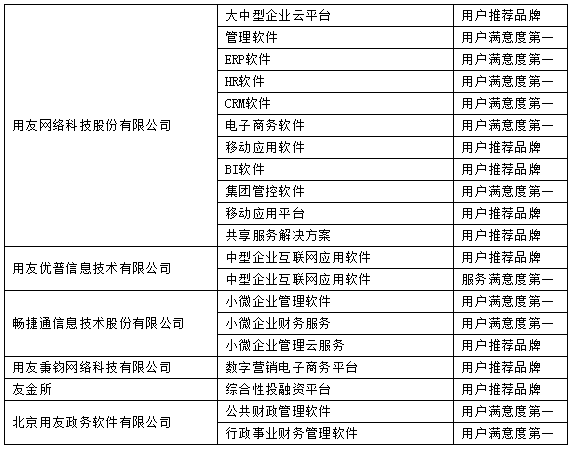 用友网络科技股份有限公司
大中型企业云平台 用户推荐品牌
管理软件 用户满意度第一
ERP软件 用户满意度第一
HR软件 用户满意度第一
CRM软件 用户满意度第一
电子商务软件 用户满意度第一
移动应用软件 用户推荐品牌
BI软件 用户推荐品牌
集团管控软件 用户满意度第一
移动应用平台 用户推荐品牌
共享服务解决方案 用户推荐品牌
用友优普信息技术有限公司
中型企业互联网应用软件 用户推荐品牌
中型企业互联网应用软件 服务满意度第一
畅捷通信息技术股份有限公司
小微企业管理软件 用户满意度第一
小微企业财务服务 用户满意度第一
小微企业管理云服务 用户推荐品牌
用友秉钧网络科技有限公司 数字营销电子商务平台 用户推荐品牌
友金所 综合性投融资平台 用户推荐品牌
北京用友政务软件有限公司
公共财政管理软件 用户满意度第一
行政事业财务管理软件 用户满意度第一